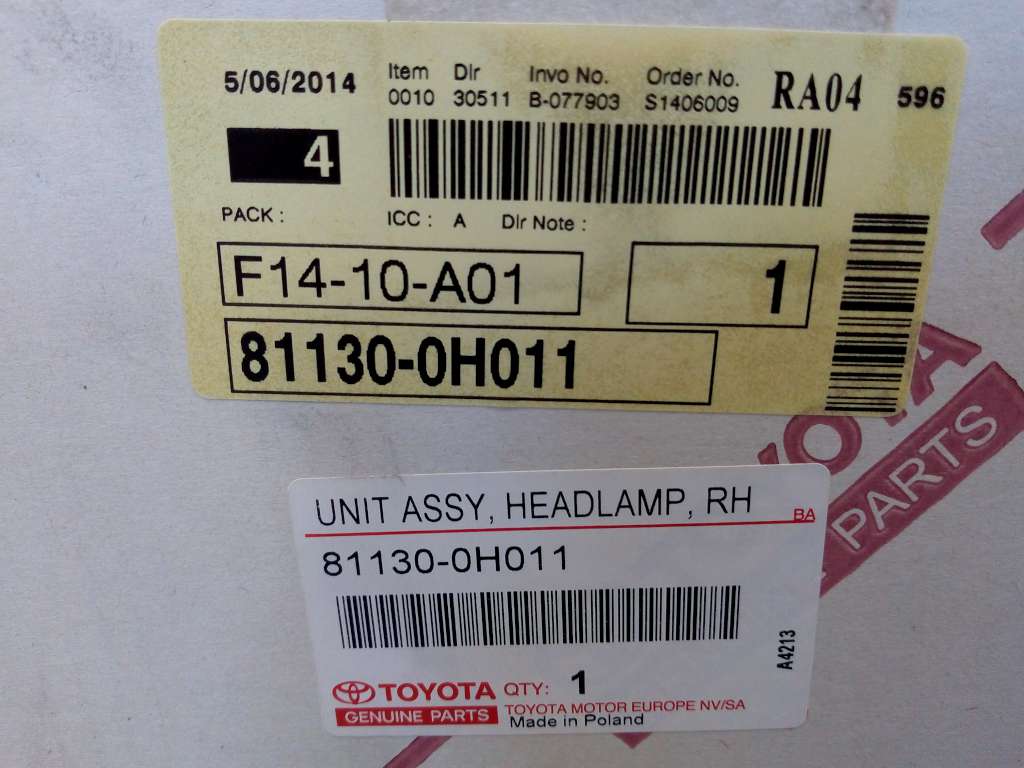 5/06/2014 Item Dlr Invo No. Order No. RA04 596
0010 30511 B-077903 S1406009
4
PACK : ICC : A Dlr Note :
F14-10-A01 1
81130-0H011
TOYOTA
PARTS
UNIT ASSY, HEADLAMP, RH BA
81130-0H011
A4213
TOYOTA QTY: 1
GENUINE PARTS TOYOTA MOTOR EUROPE NV/SA
Made in Poland